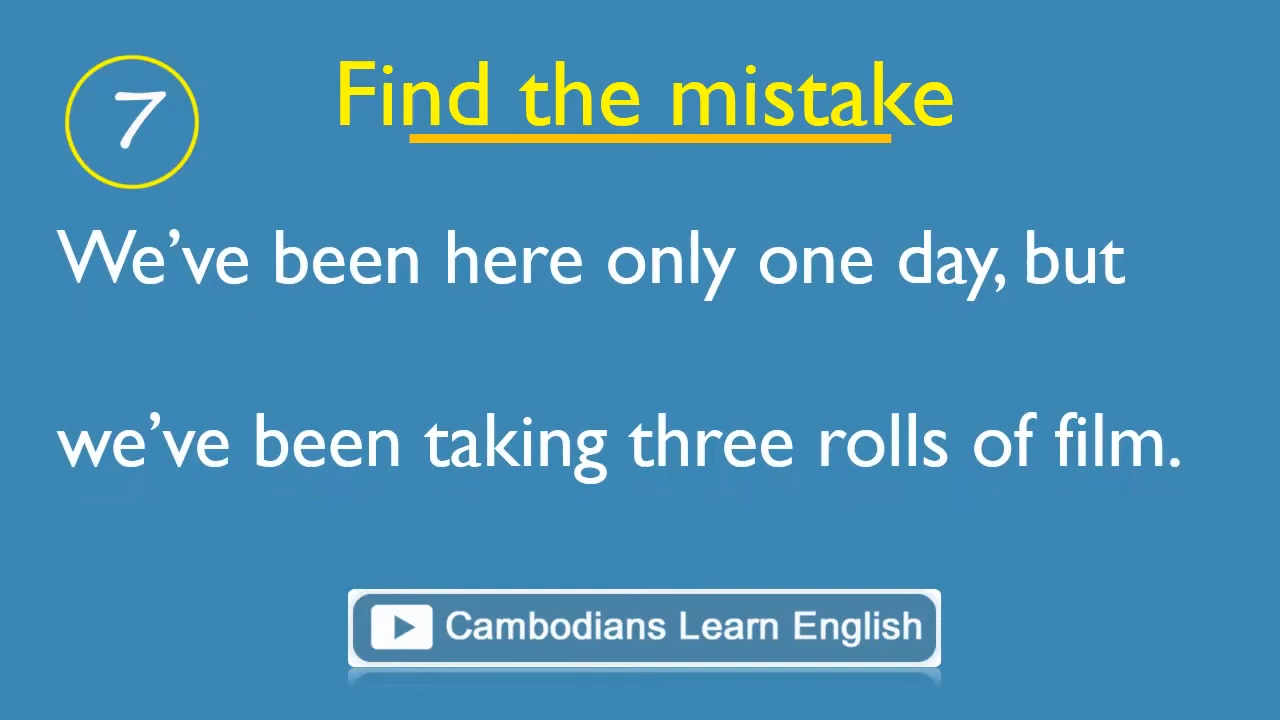 7
Find the mistake
We’ve been here only one day, but
we’ve been taking three rolls of film.
Cambodians Learn English